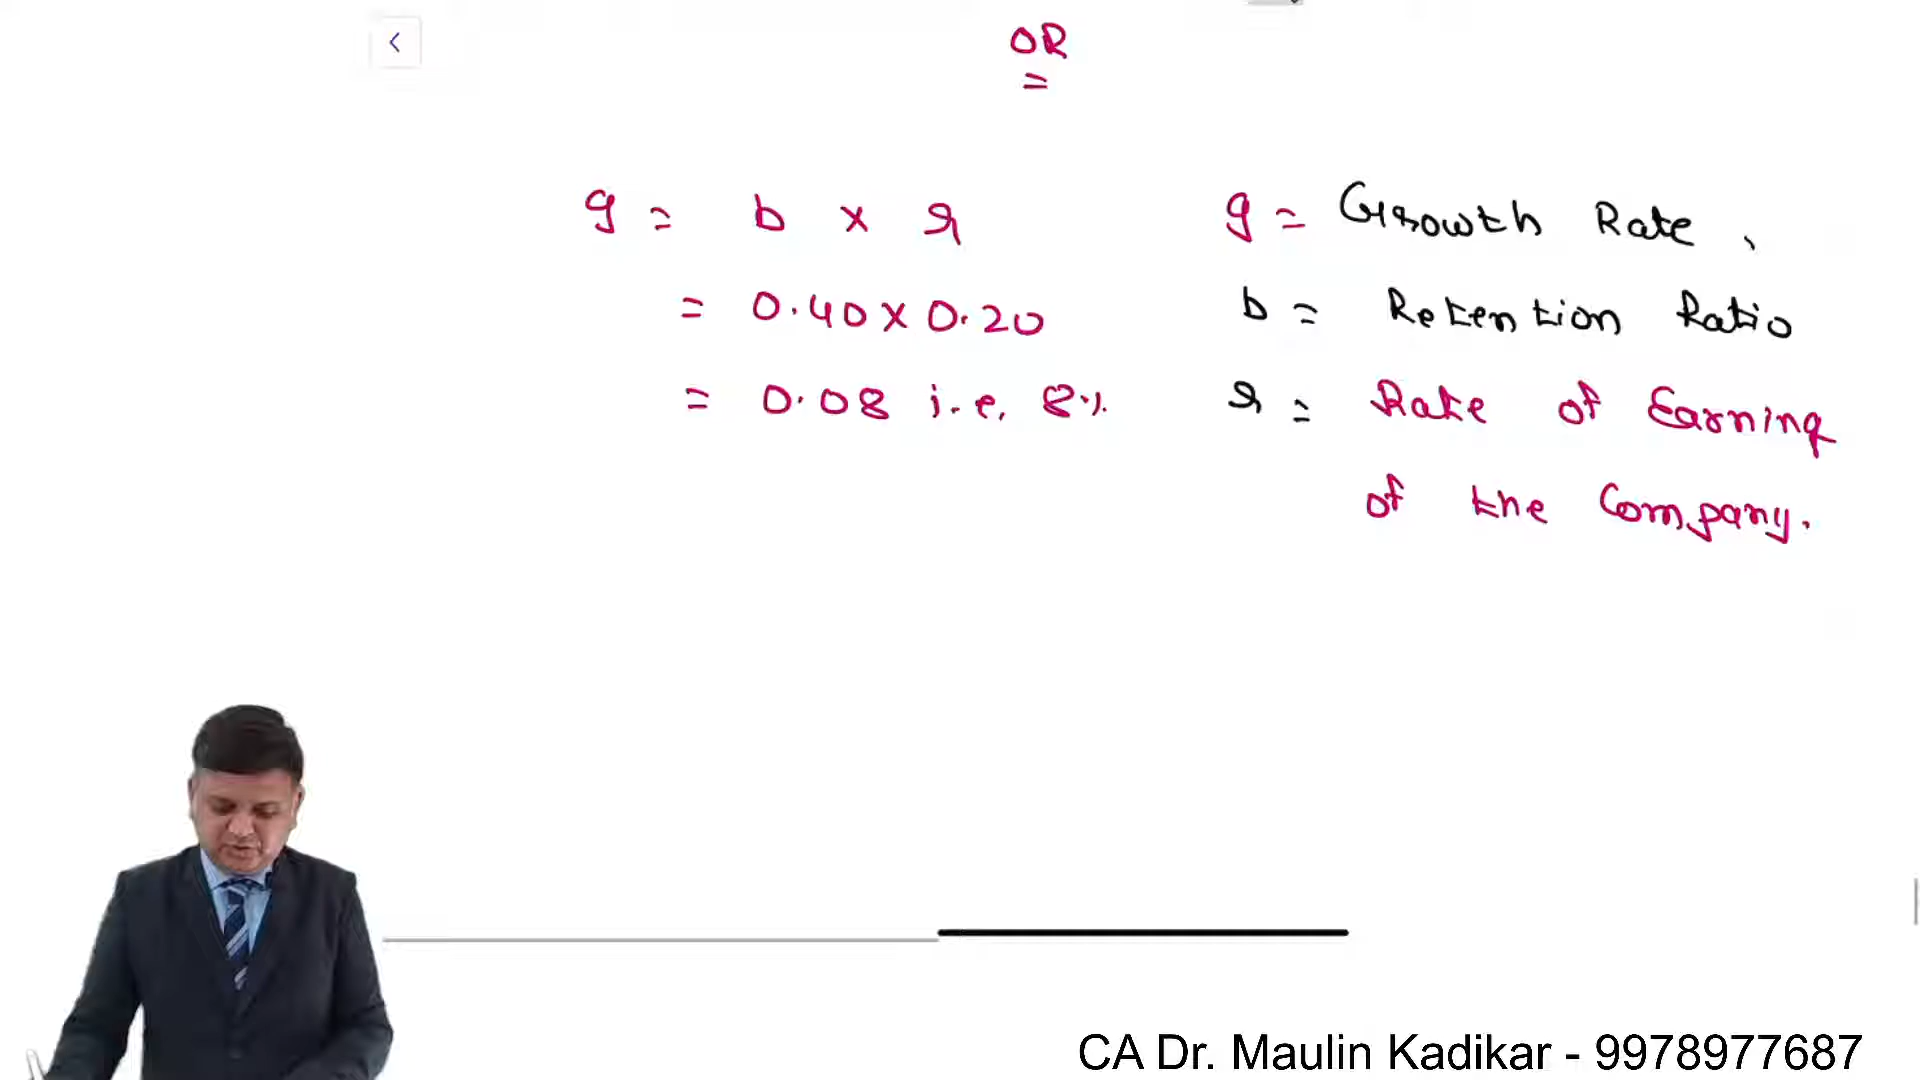 OR
=
g = b x r
= 0.40 x 0.20
= 0.08 i.e. 8%
g = Growth Rate,
b = Retention Ratio
r = Rate of Earning
of the Company.
CA Dr. Maulin Kadikar - 9978977687